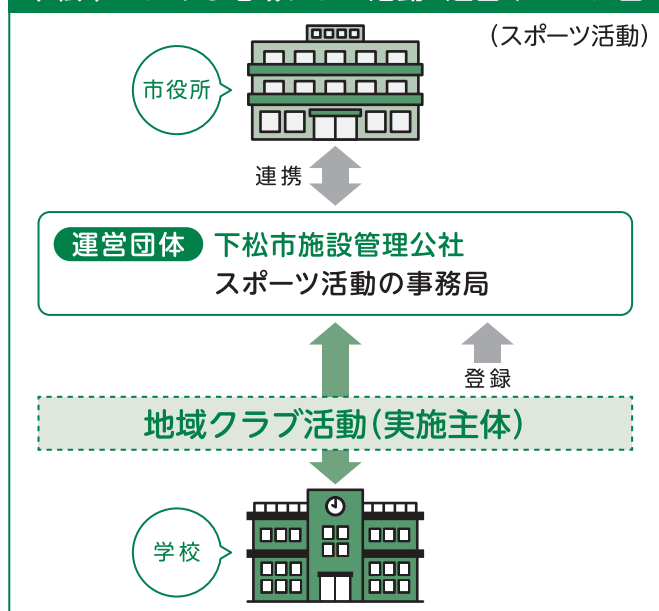 (スポーツ活動)
市役所
連携
運営団体 下松市施設管理公社
スポーツ活動の事務局
登録
地域クラブ活動(実施主体)
学校